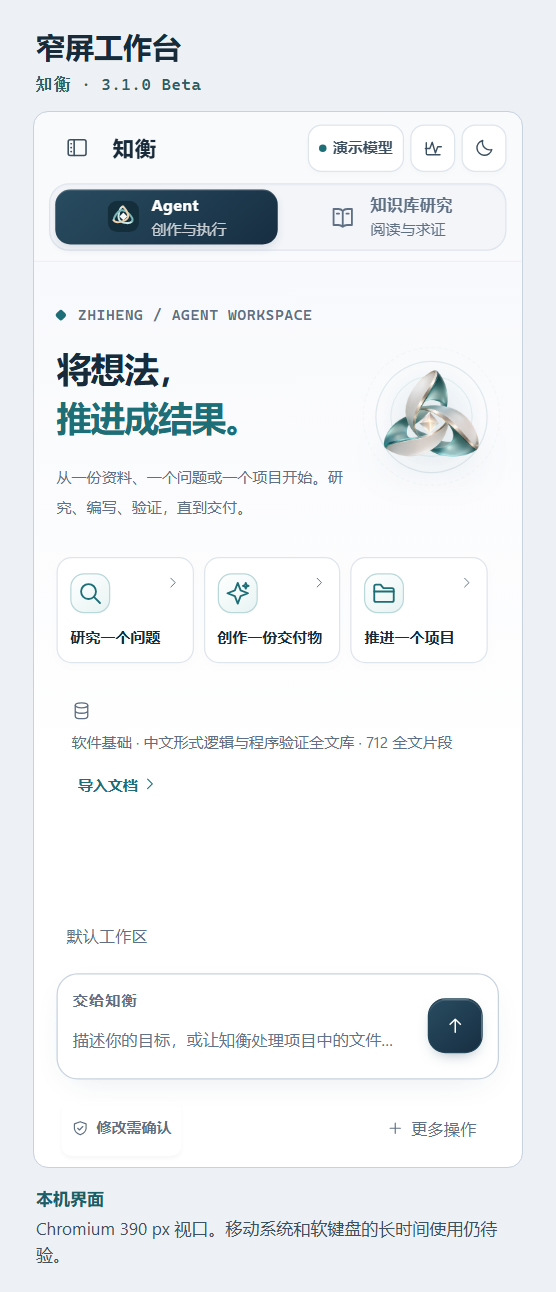 窄屏工作台
知衡 · 3.1.0 Beta
知衡
演示模型
Agent
创作与执行
知识库研究
阅读与求证
ZHIHENG / AGENT WORKSPACE
将想法，
推进成结果。
从一份资料、一个问题或一个项目开始。研
究、编写、验证，直到交付。
研究一个问题
创作一份交付物
推进一个项目
软件基础 · 中文形式逻辑与程序验证全文库 · 712 全文片段
导入文档
默认工作区
交给知衡
描述你的目标，或让知衡处理项目中的文件...
修改需确认
更多操作
本机界面
Chromium 390 px 视口。移动系统和软键盘的长时间使用仍待
验。